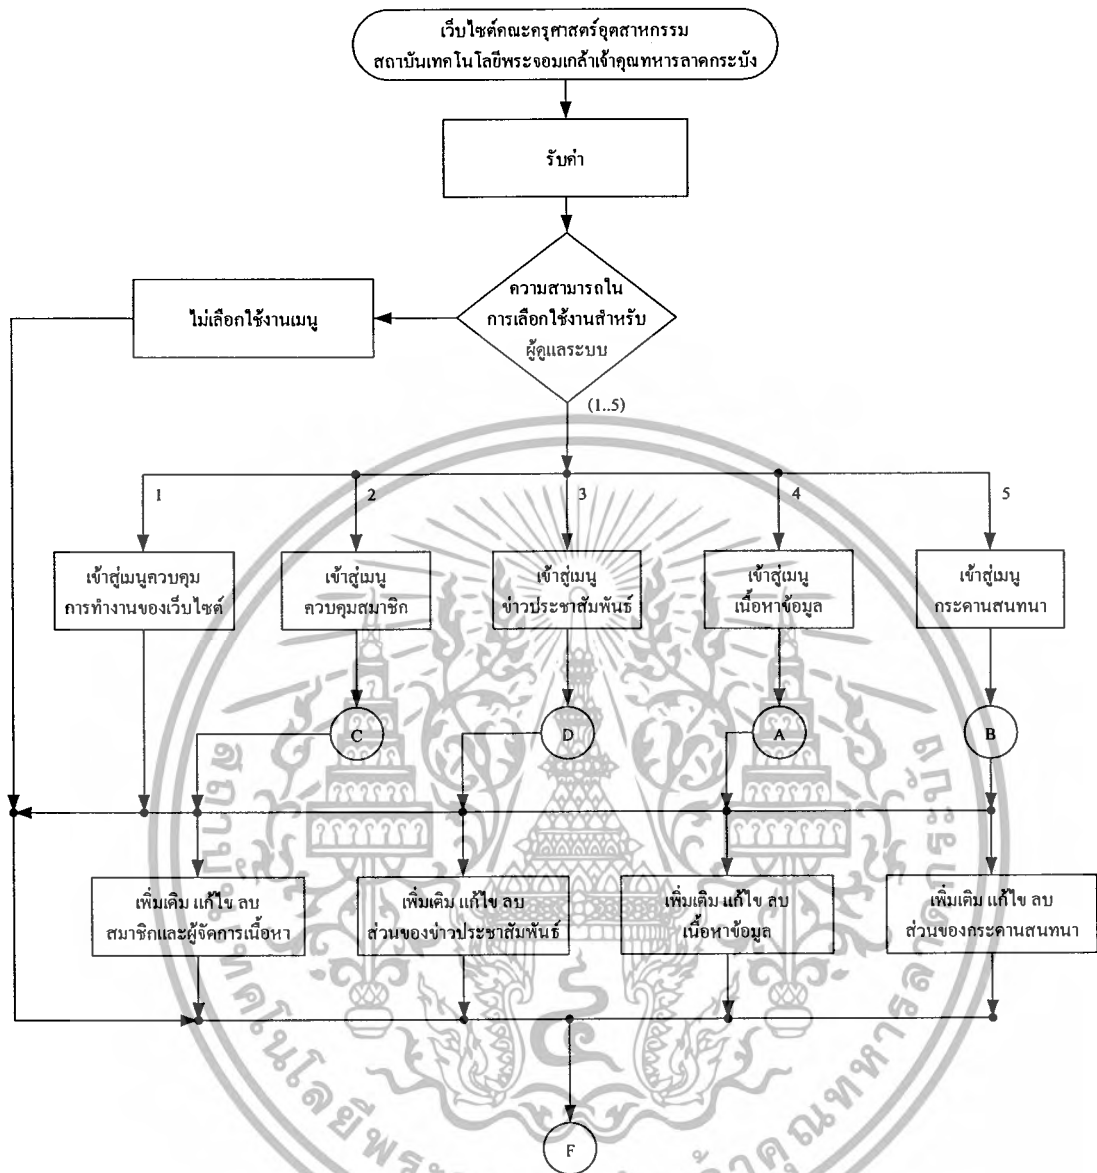 เว็บไซต์คณะครุศาสตร์อุตสาหกรรม
สถาบันเทคโนโลยีพระจอมเกล้าเจ้าคุณทหารลาดกระบัง
รับค่า
ความสามารถใน
การเลือกใช้งานสำหรับ
ผู้ดูแลระบบ
ไม่เลือกใช้งานเมนู
(1..5)
1
2
3
4
5
เข้าสู่เมนูควบคุม
การทำงานของเว็บไซต์
เข้าสู่เมนู
ควบคุมสมาชิก
เข้าสู่เมนู
ข่าวประชาสัมพันธ์
เข้าสู่เมนู
เนื้อหาข้อมูล
เข้าสู่เมนู
กระดานสนทนา
C
D
A
B
เพิ่มเติม แก้ไข ลบ
สมาชิกและผู้จัดการเนื้อหา
เพิ่มเติม แก้ไข ลบ
ส่วนของข่าวประชาสัมพันธ์
เพิ่มเติม แก้ไข ลบ
เนื้อหาข้อมูล
เพิ่มเติม แก้ไข ลบ
ส่วนของกระดานสนทนา
F